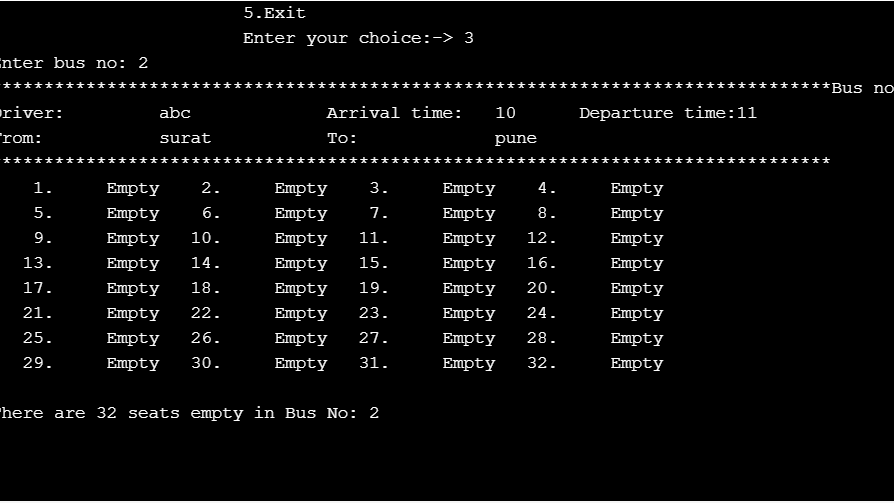 5.Exit
Enter your choice:-> 3
Enter bus no: 2
*******************************************************************************Bus no
Driver: abc Arrival time: 10 Departure time:11
From: surat To: pune
*******************************************************************************
1. Empty 2. Empty 3. Empty 4. Empty
5. Empty 6. Empty 7. Empty 8. Empty
9. Empty 10. Empty 11. Empty 12. Empty
13. Empty 14. Empty 15. Empty 16. Empty
17. Empty 18. Empty 19. Empty 20. Empty
21. Empty 22. Empty 23. Empty 24. Empty
25. Empty 26. Empty 27. Empty 28. Empty
29. Empty 30. Empty 31. Empty 32. Empty
There are 32 seats empty in Bus No: 2